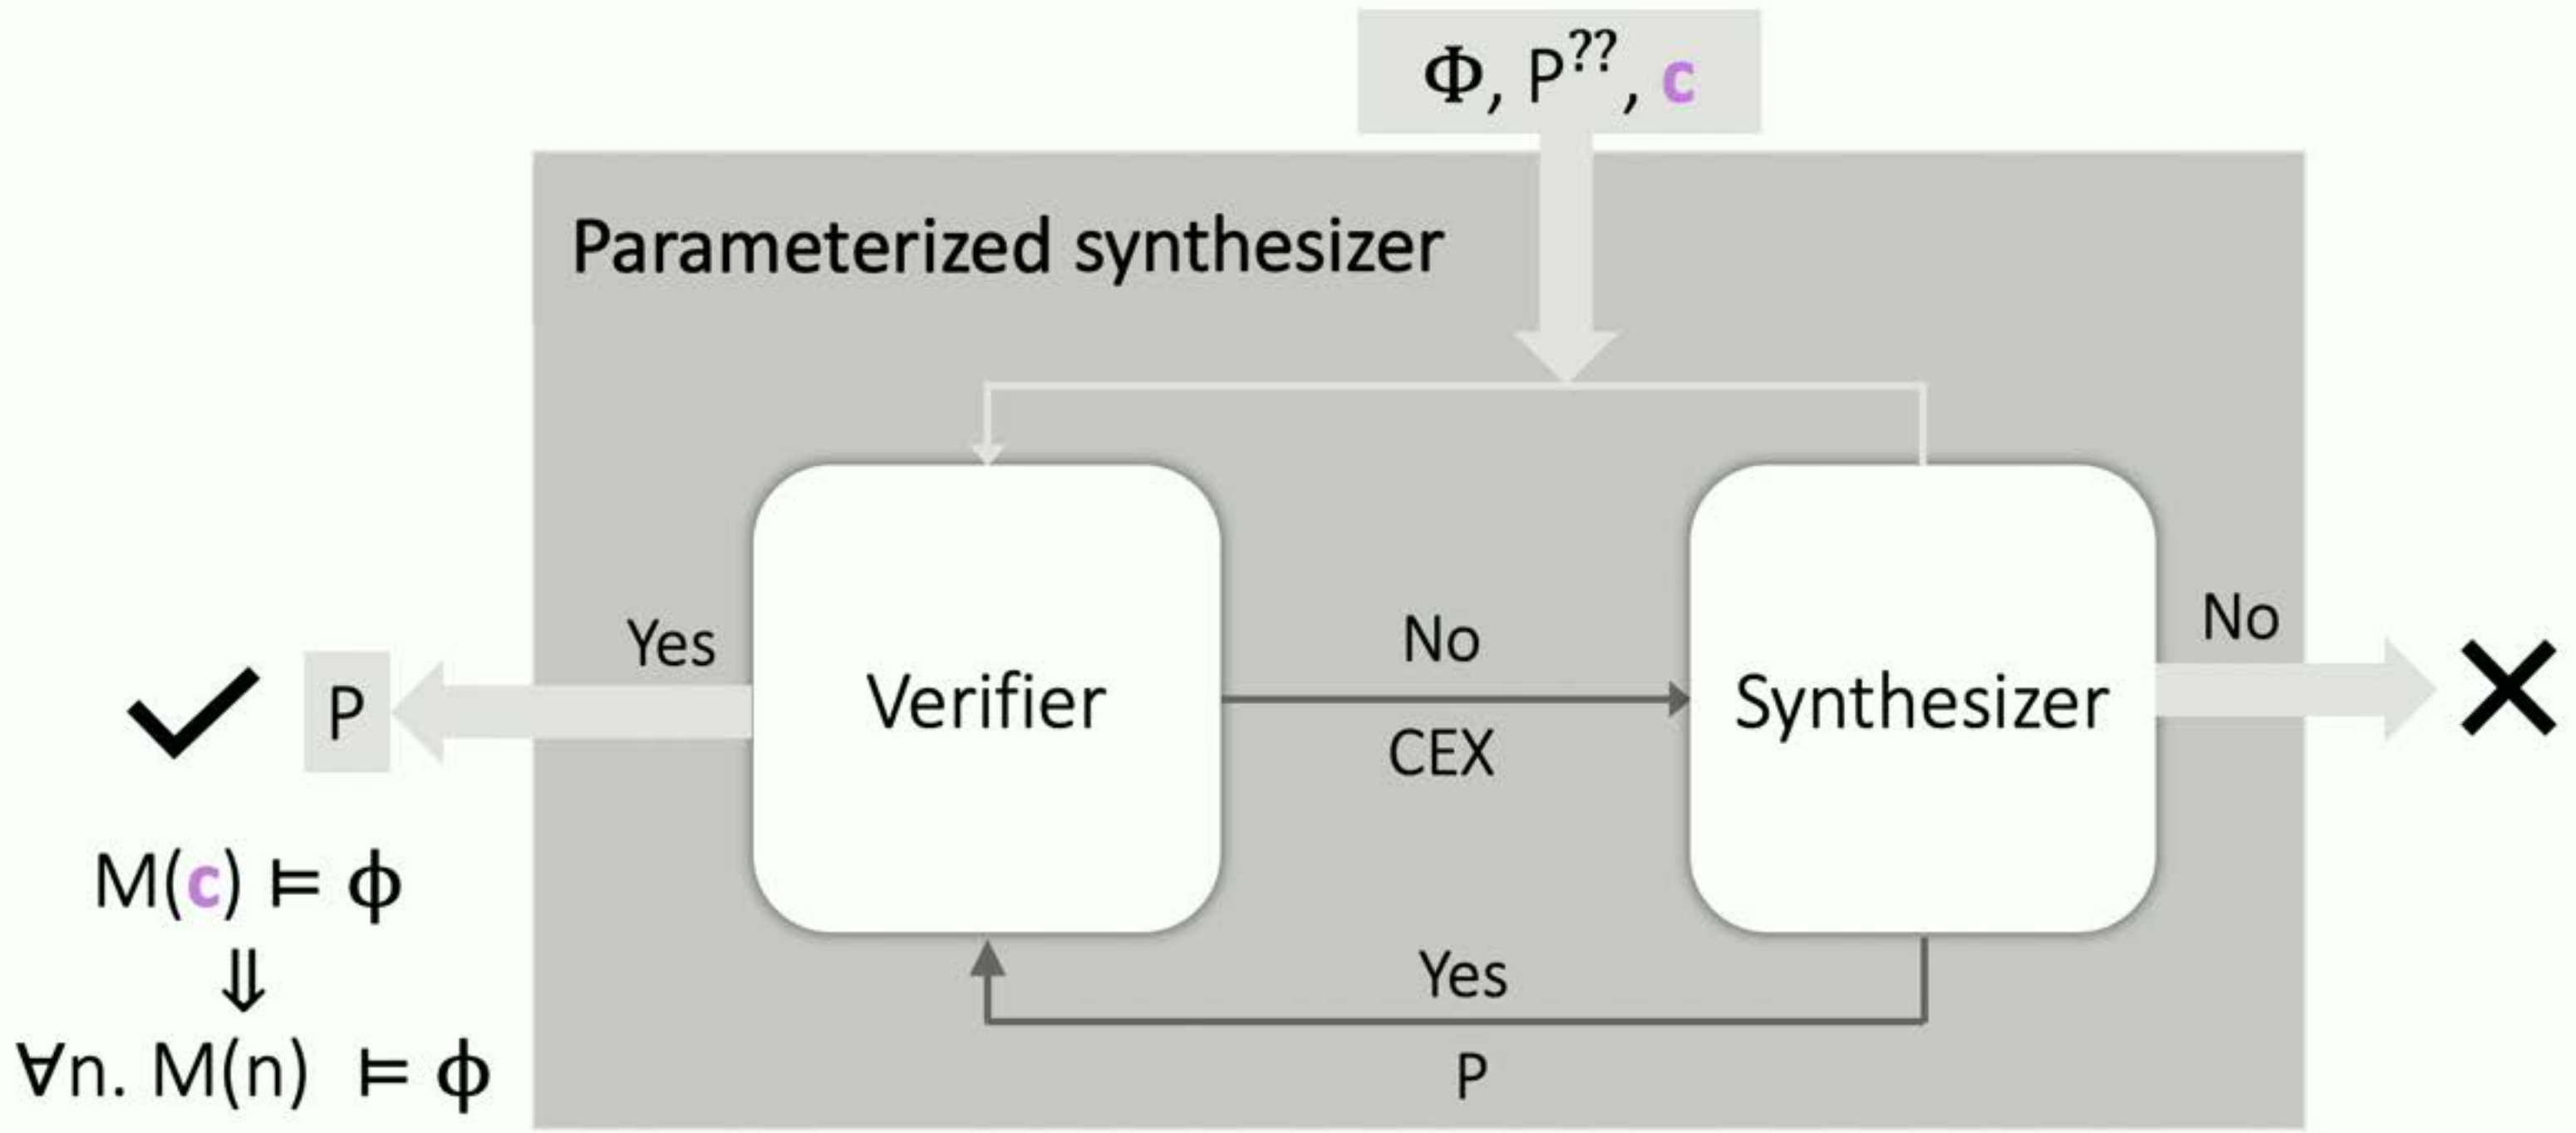 Φ, P??, c
Parameterized synthesizer
Yes
Verifier
No
CEX
Synthesizer
No
P
M(c) ⊨ ϕ
⇓
∀n. M(n) ⊨ ϕ
Yes
P